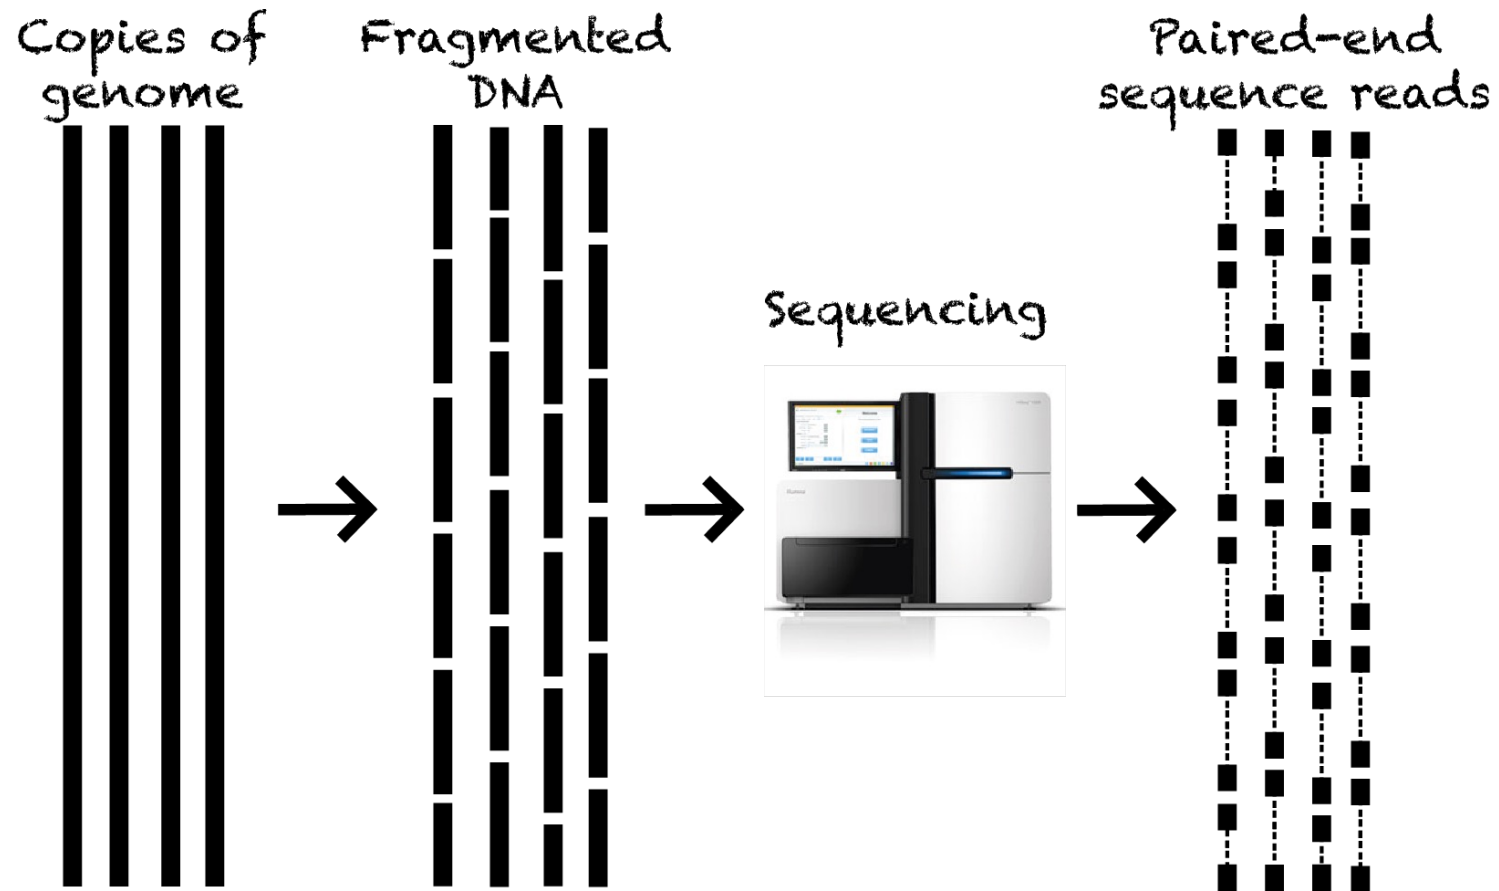 Copies of
genome
Fragmented
DNA
Sequencing
Paired-end
sequence reads